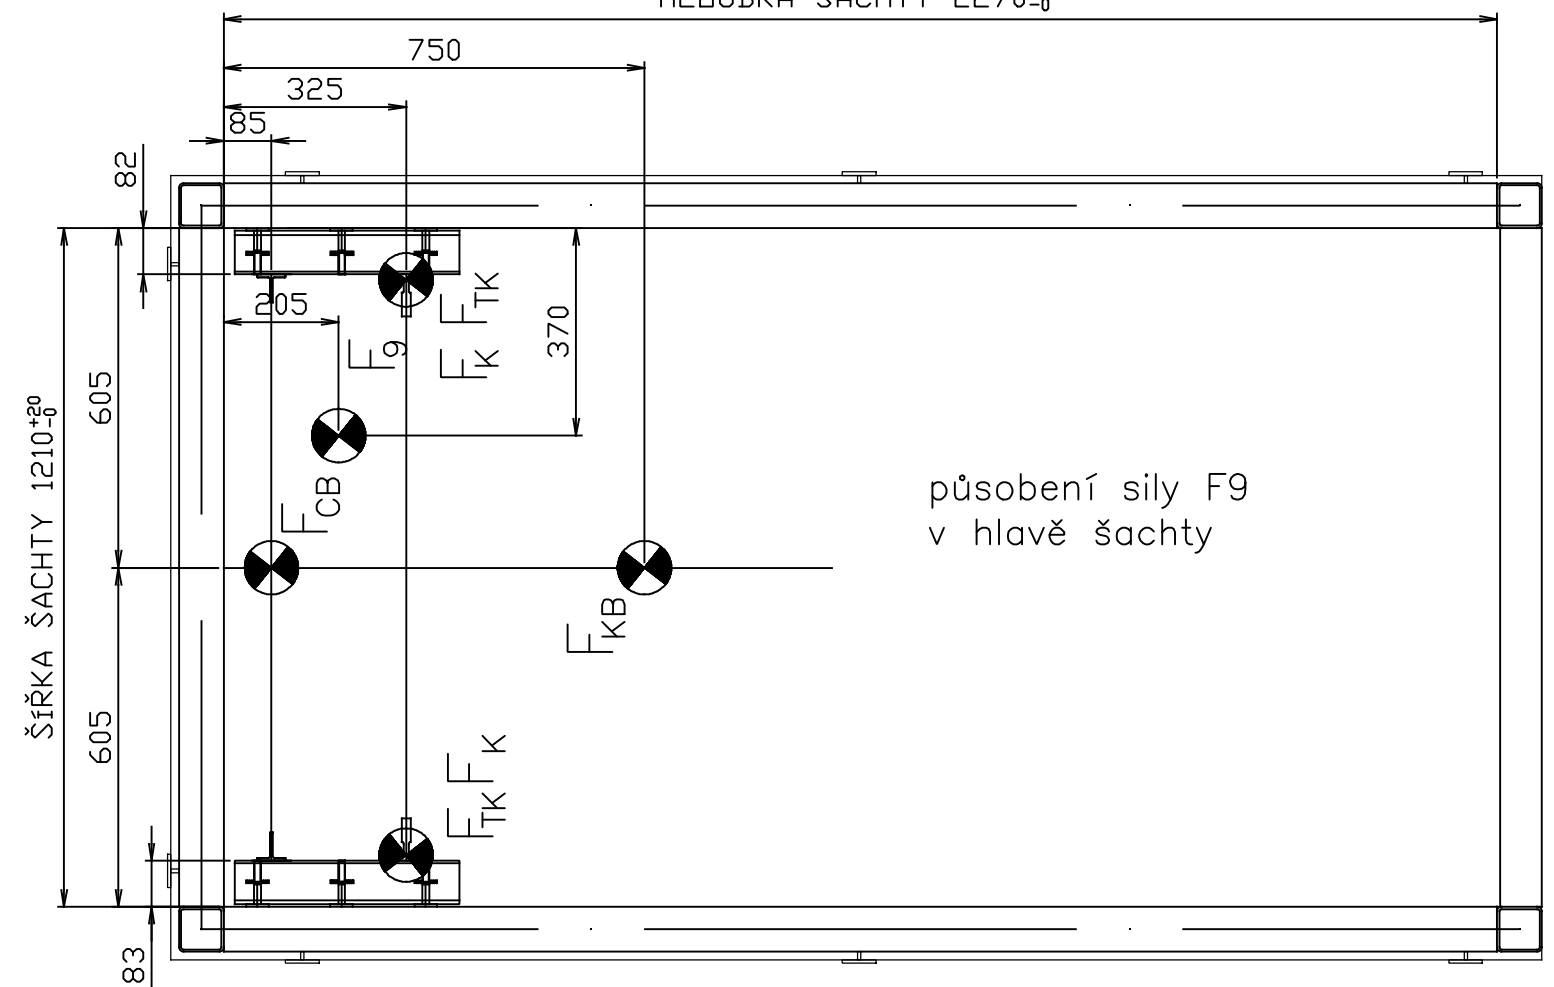 750
325
85
82
205
F9
FTK
FK
370
605
FCB
ŠÍŘKA ŠACHTY 1210 +20 -0
působení sily F9
v hlavě šachty
FKB
605
FTK FK
83